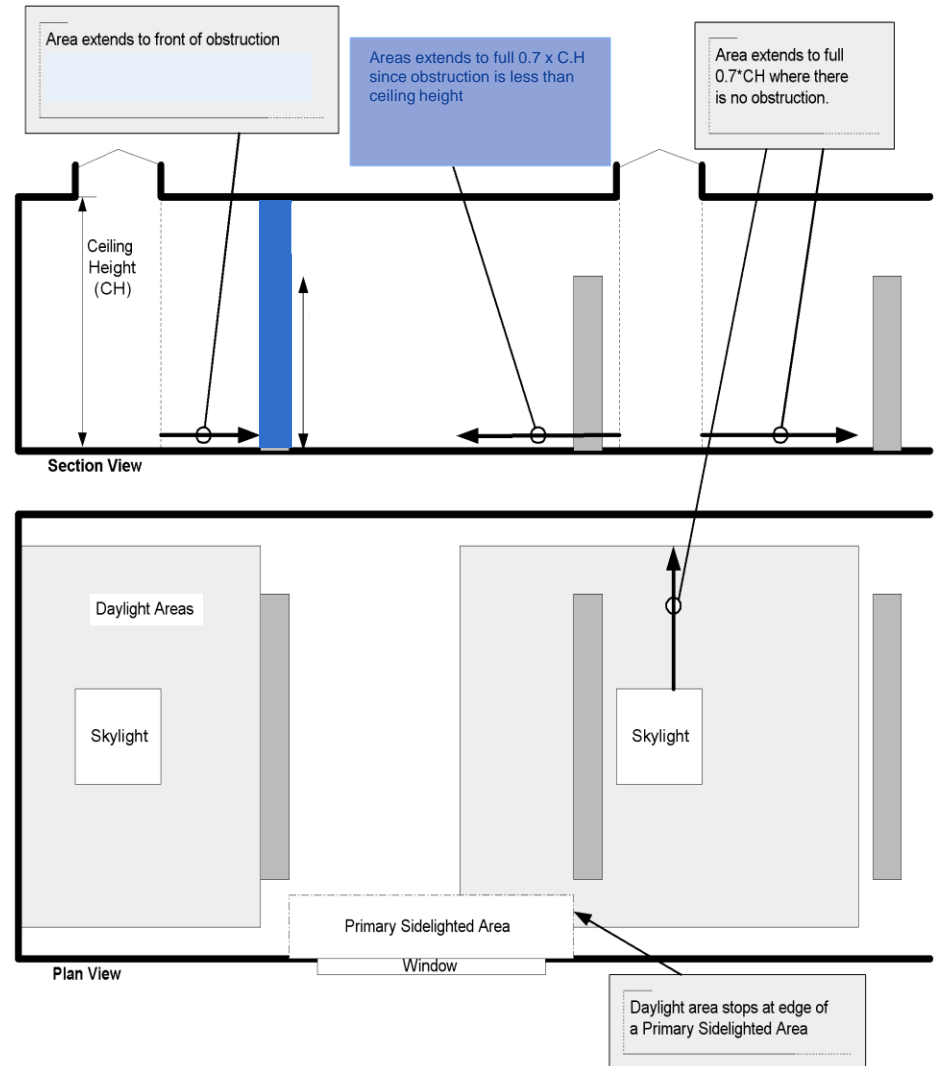 Area extends to front of obstruction
Areas extends to full 0.7 x C.H
since obstruction is less than
ceiling height
Area extends to full
0.7*CH where there
is no obstruction.
Ceiling
Height
(CH)
Section View
Daylight Areas
Skylight
Skylight
Primary Sidelighted Area
Window
Plan View
Daylight area stops at edge of
a Primary Sidelighted Area